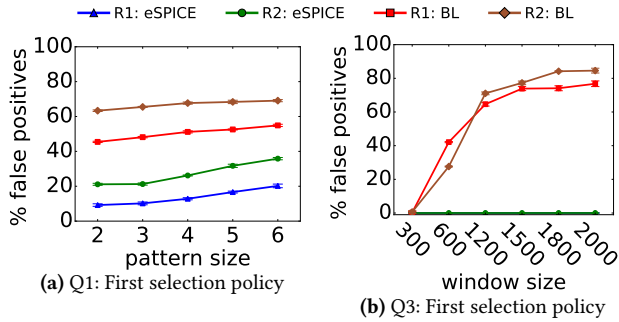 R1: eSPICE R2: eSPICE R1: BL R2: BL
% false positives
100
80
60
40
20
0
2 3 4 5 6
pattern size
(a) Q1: First selection policy
% false positives
100
80
60
40
20
0
300 600 1200 1500 1800 2000
window size
(b) Q3: First selection policy